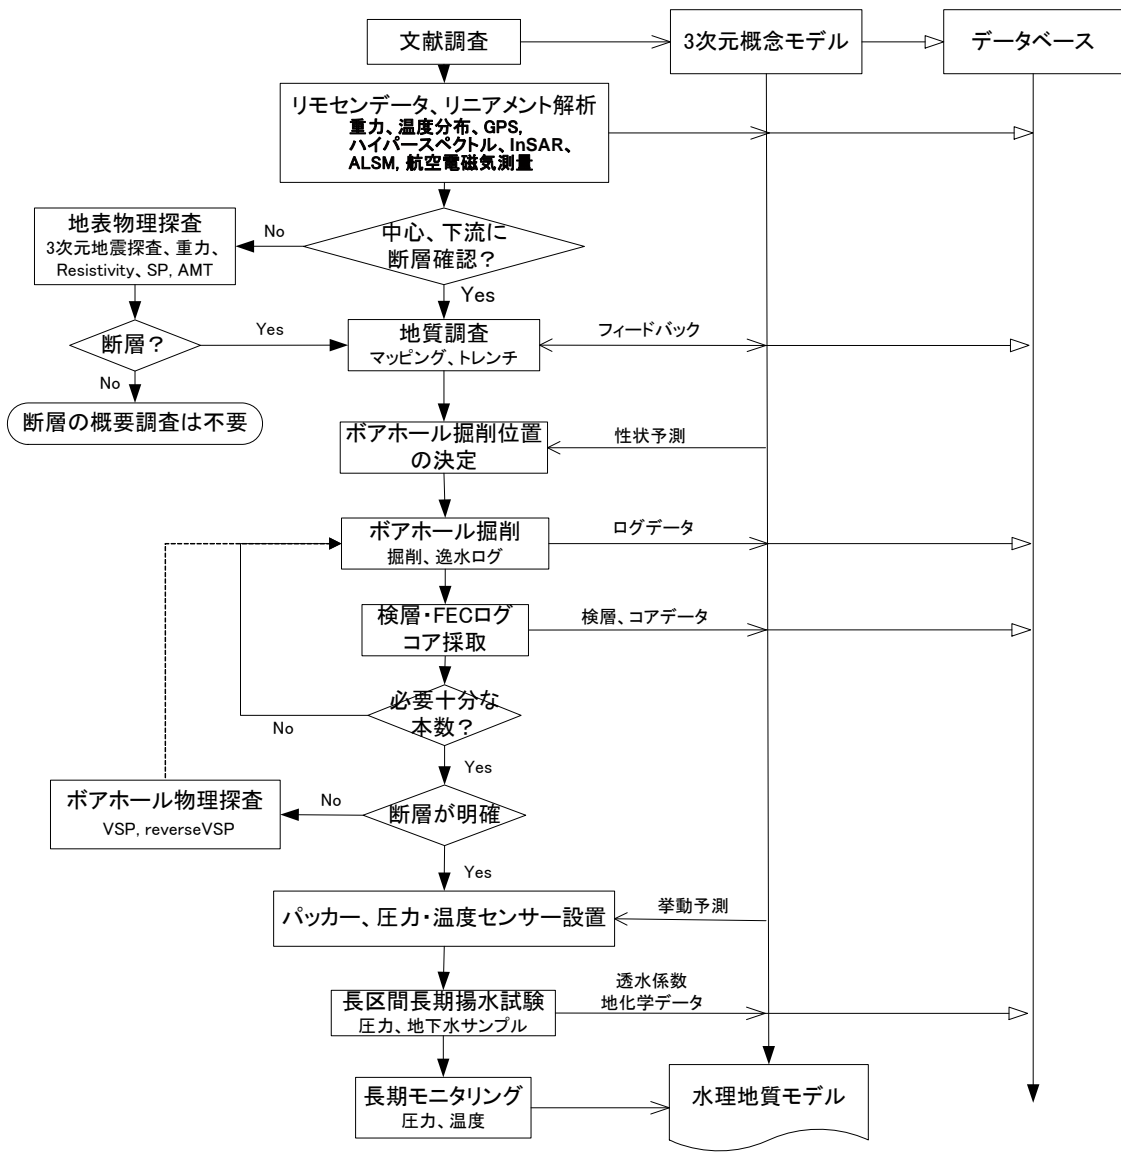 文献調査
3次元概念モデル
データベース
リモセンデータ、リニアメント解析
重力、温度分布、GPS,
ハイパースペクトル、InSAR、
ALSM, 航空電磁気測量
地表物理探査
3次元地震探査、重力、
Resistivity、SP, AMT
No
中心、下流に
断層確認？
Yes
断層？
Yes
地質調査
マッピング、トレンチ
フィードバック
No
断層の概要調査は不要
ボアホール掘削位置
の決定
性状予測
ボアホール掘削
掘削、逸水ログ
ログデータ
検層・FECログ
コア採取
検層、コアデータ
必要十分な
本数？
No
Yes
ボアホール物理探査
VSP, reverseVSP
No
断層が明確
Yes
パッカー、圧力・温度センサー設置
挙動予測
長区間長期揚水試験
圧力、地下水サンプル
透水係数
地化学データ
長期モニタリング
圧力、温度
水理地質モデル